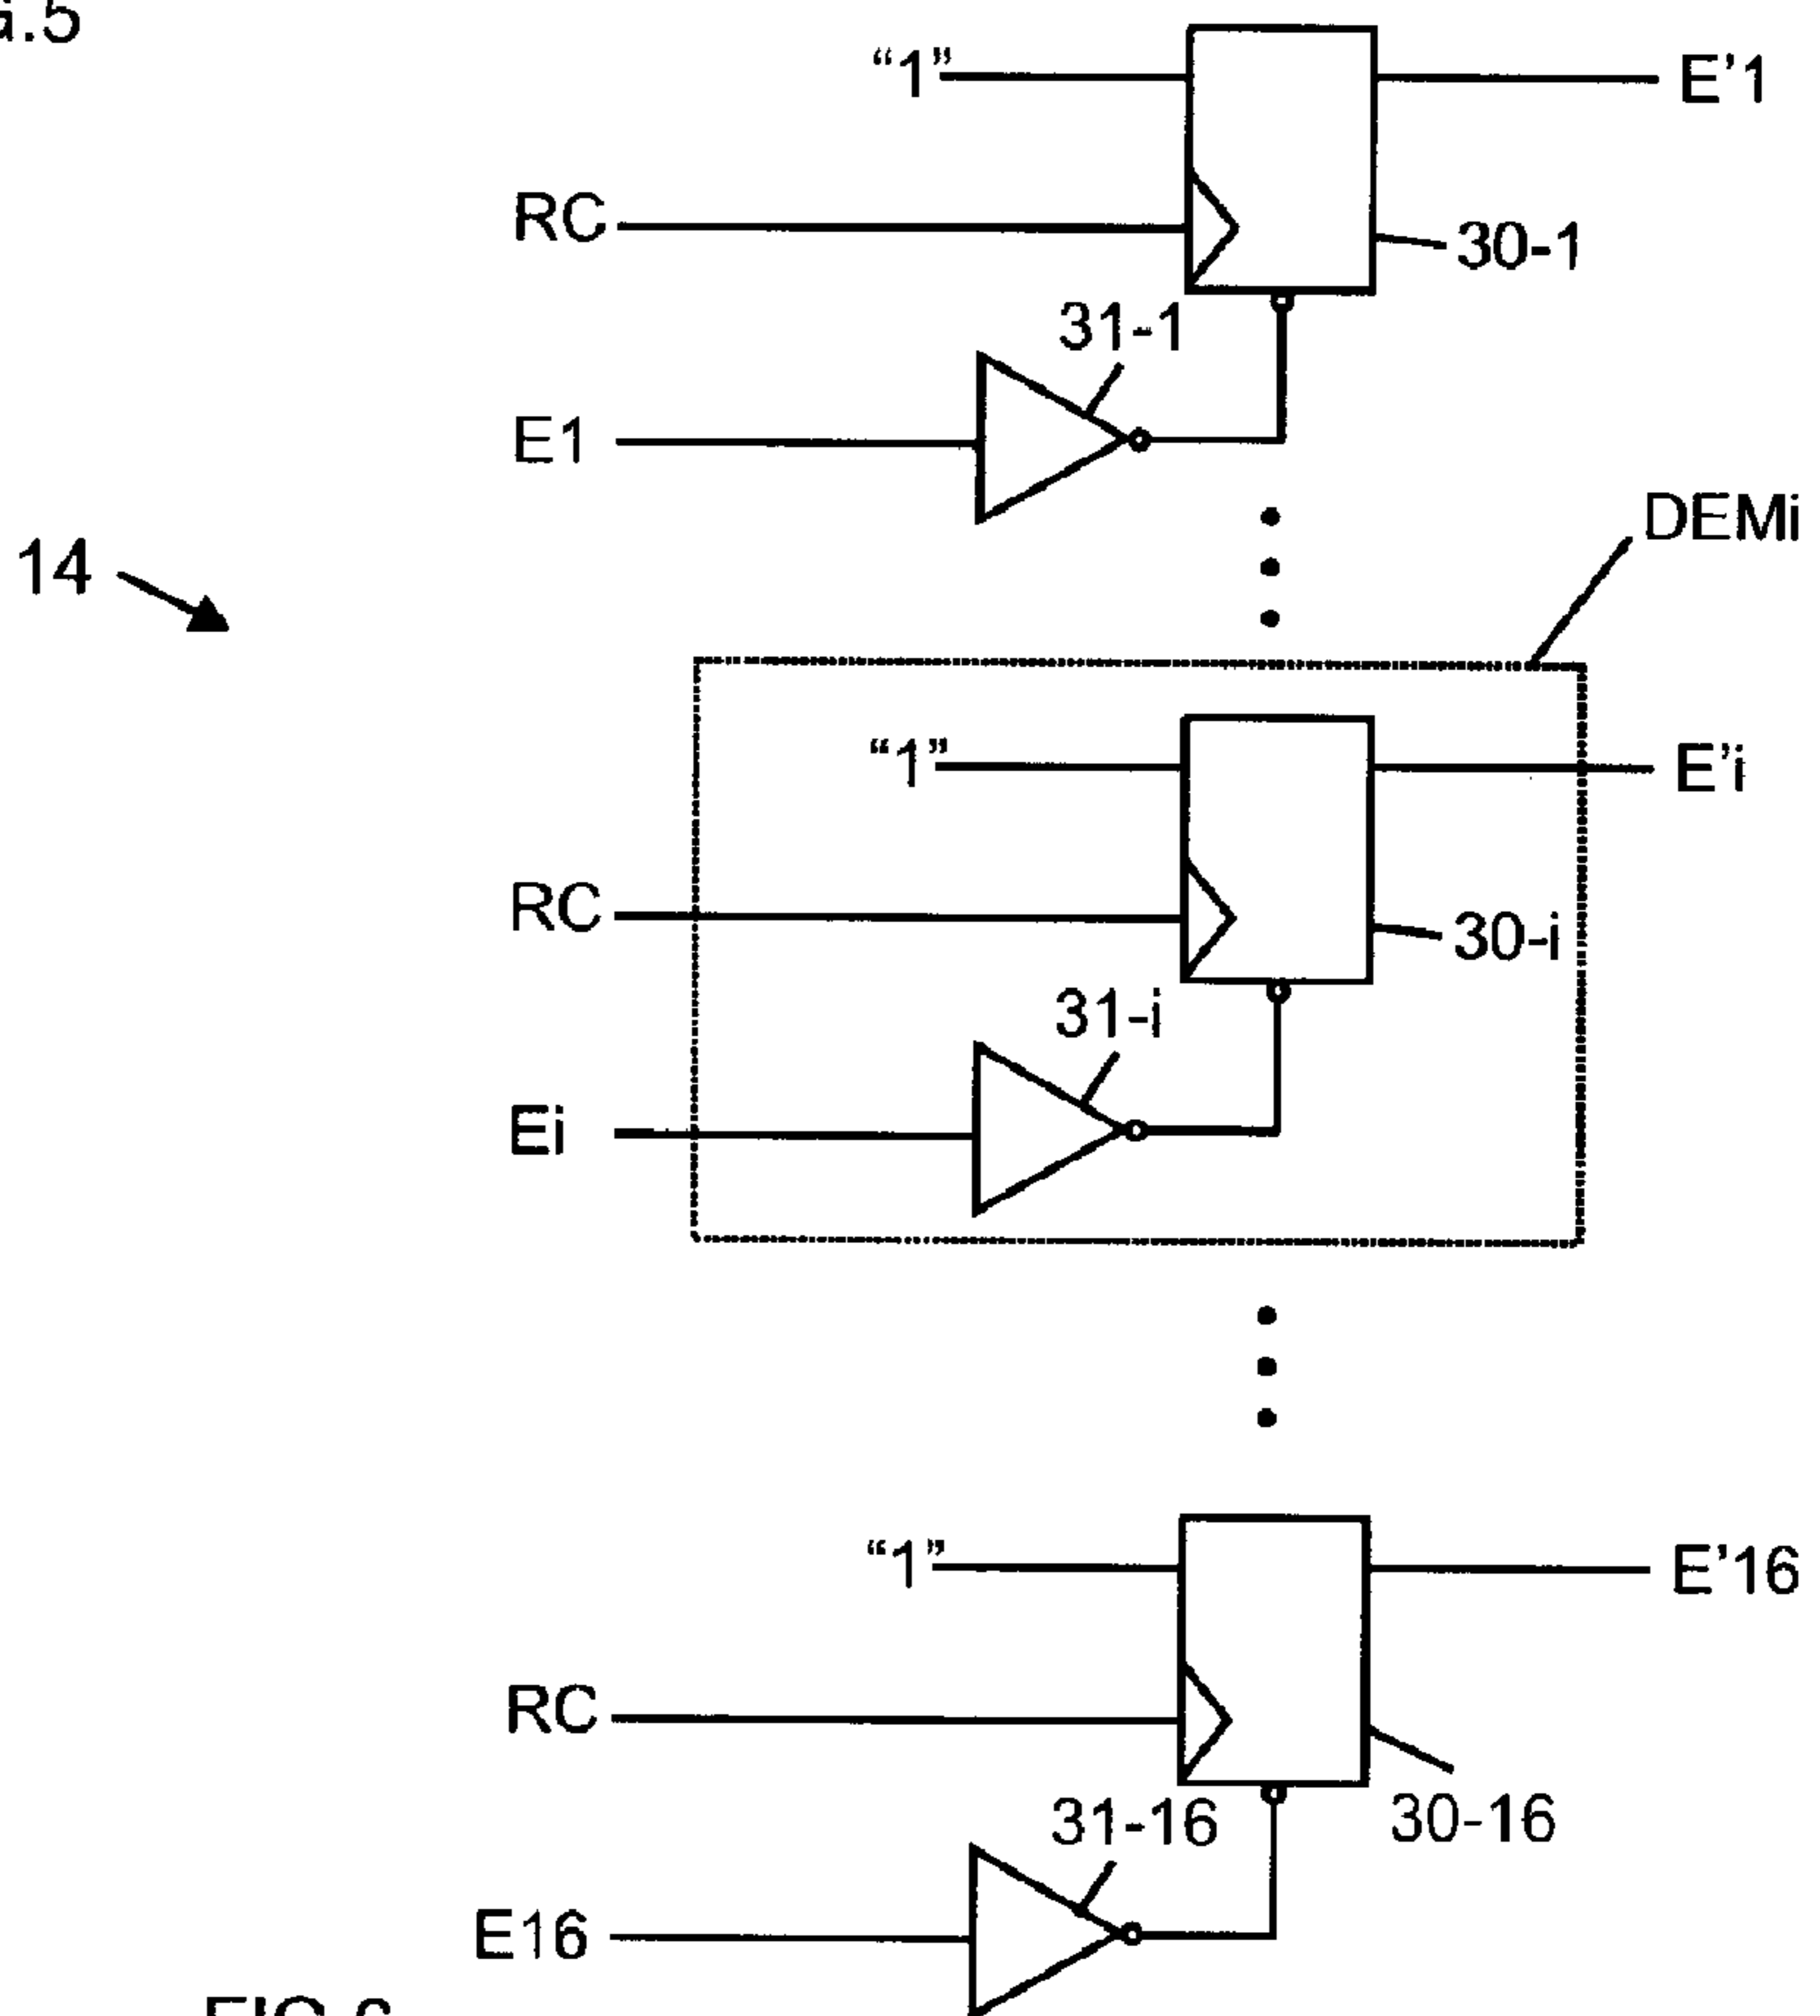 .5
“1”
E’1
RC
30-1
31-1
E1
DEMi
14
“1”
E’i
RC
30-i
31-i
Ei
“1”
E’16
RC
30-16
31-16
E16